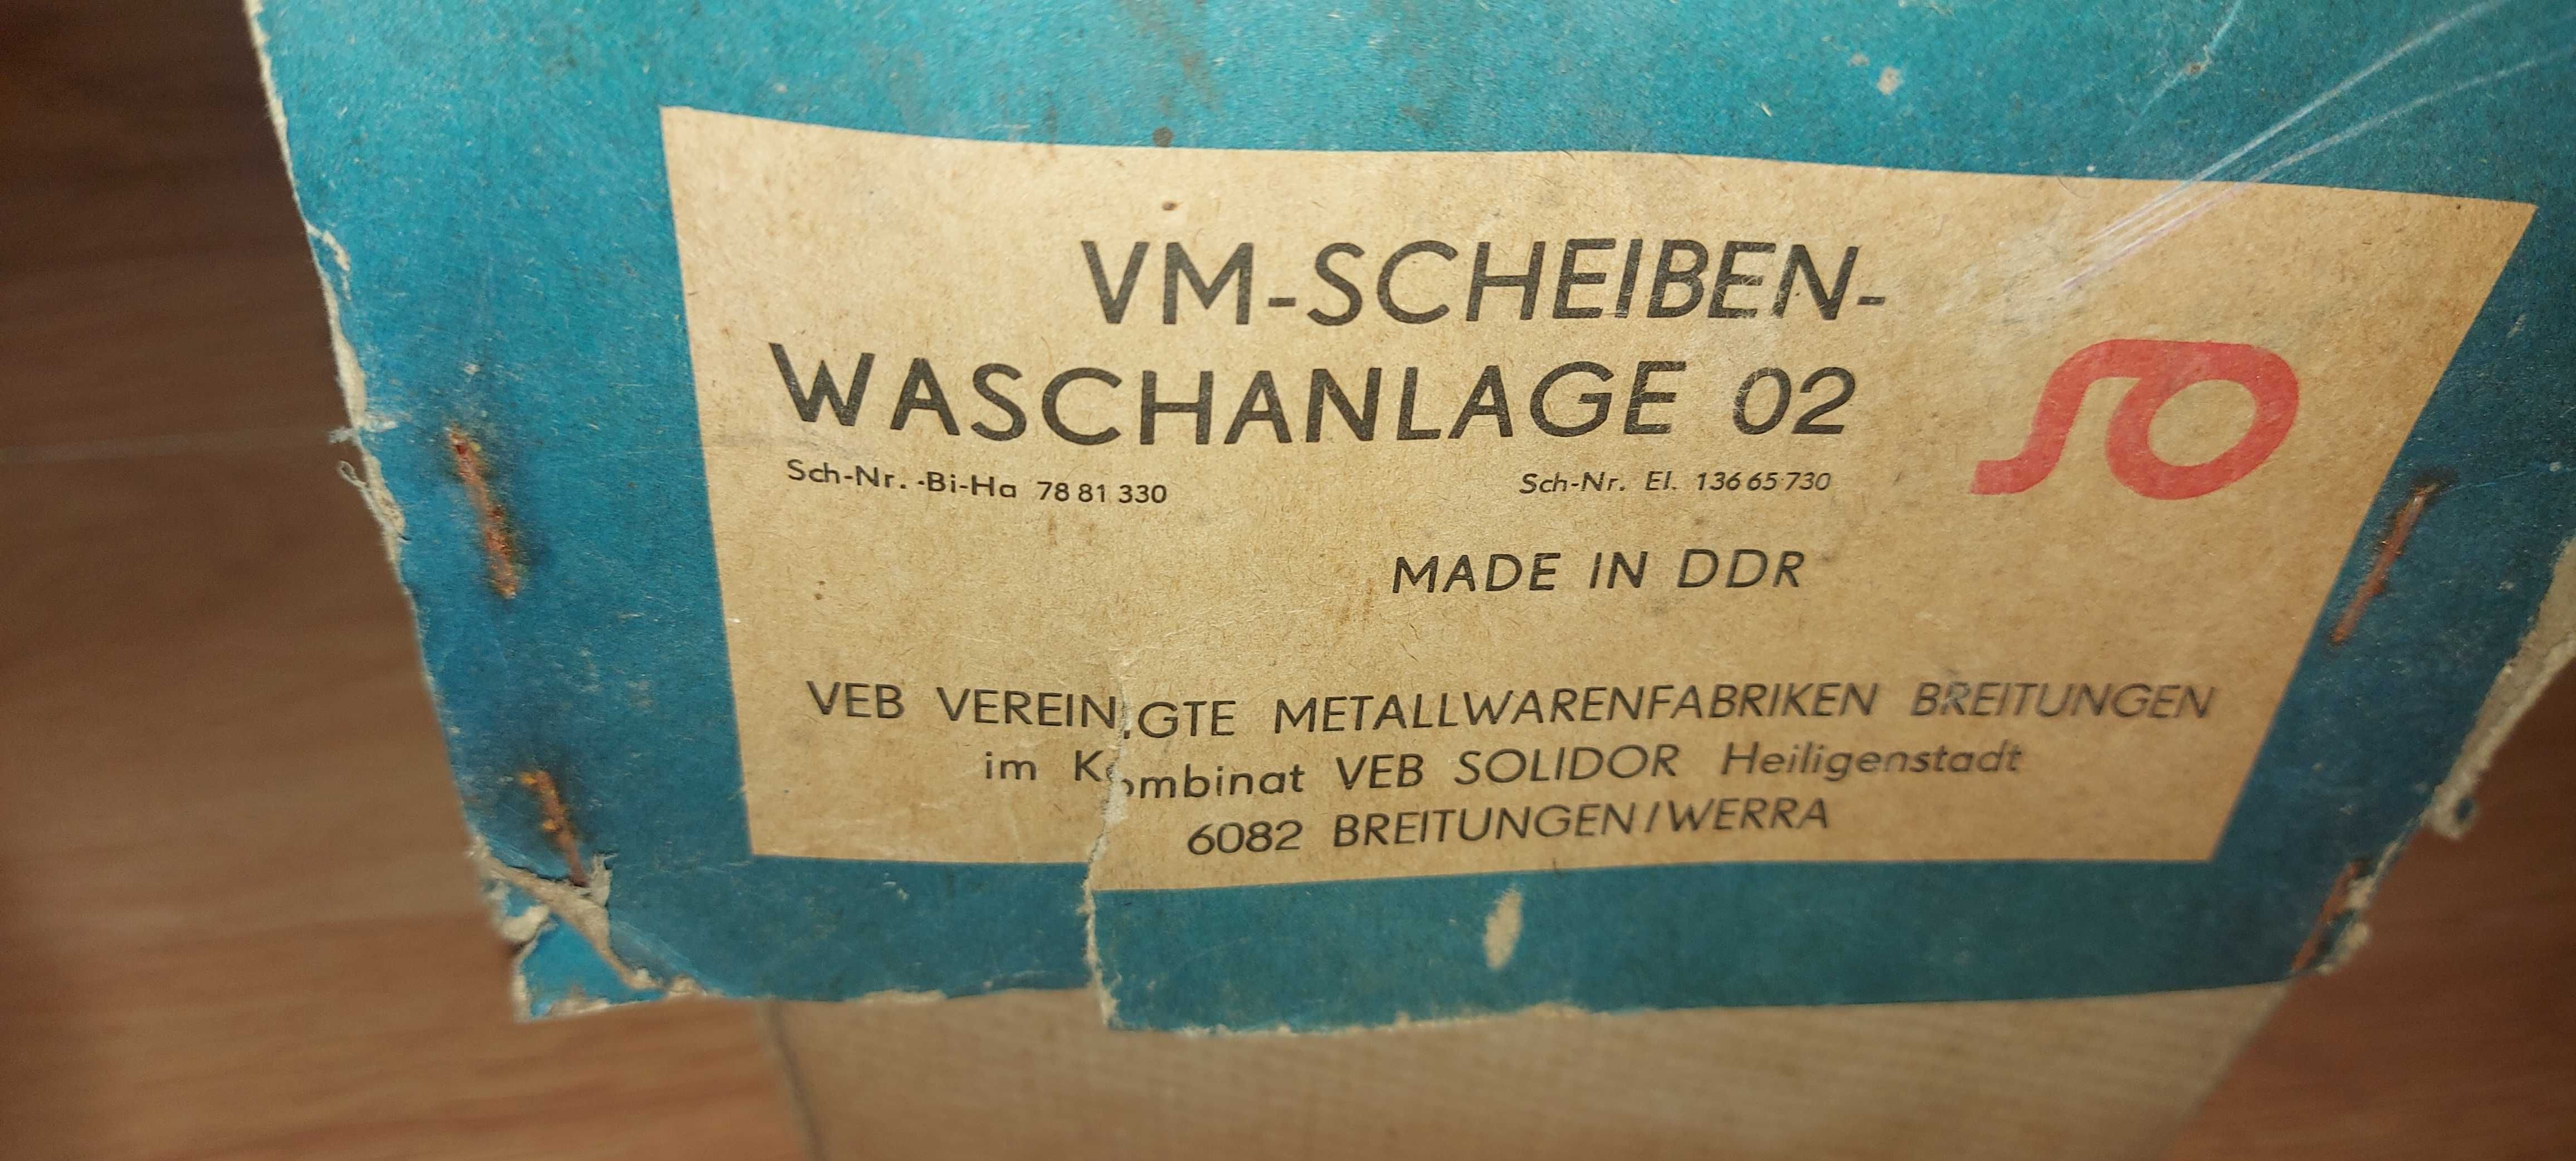 VM-SCHEIBEN-
WASCHANLAGE 02
SO
Sch-Nr. -Bi-Ha 78 81 330 Sch-Nr. El. 136 65 730
MADE IN DDR
VEB VEREINIGTE METALLWARENFABRIKEN BREITUNGEN
im Kombinat VEB SOLIDOR Heiligenstadt
6082 BREITUNGEN/WERRA